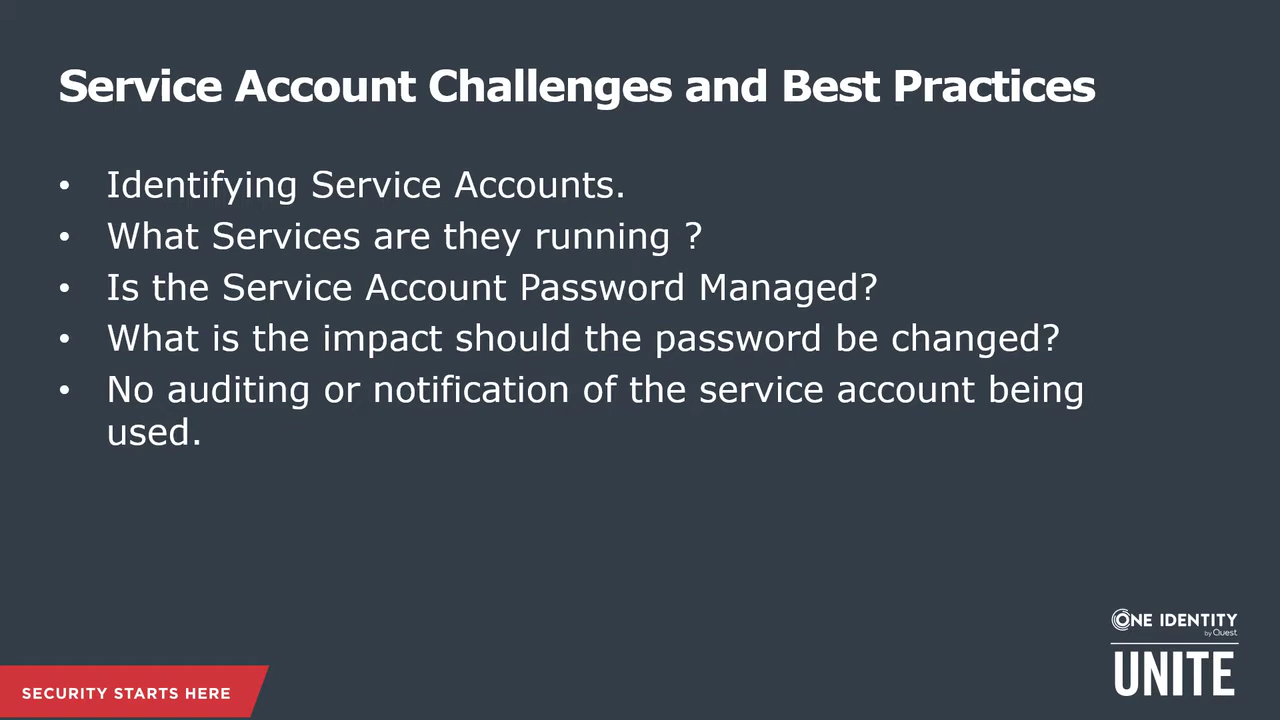 Service Account Challenges and Best Practices
• Identifying Service Accounts.
• What Services are they running ?
• Is the Service Account Password Managed?
• What is the impact should the password be changed?
• No auditing or notification of the service account being
used.
ONE IDENTITY
by Quest
UNITE
SECURITY STARTS HERE